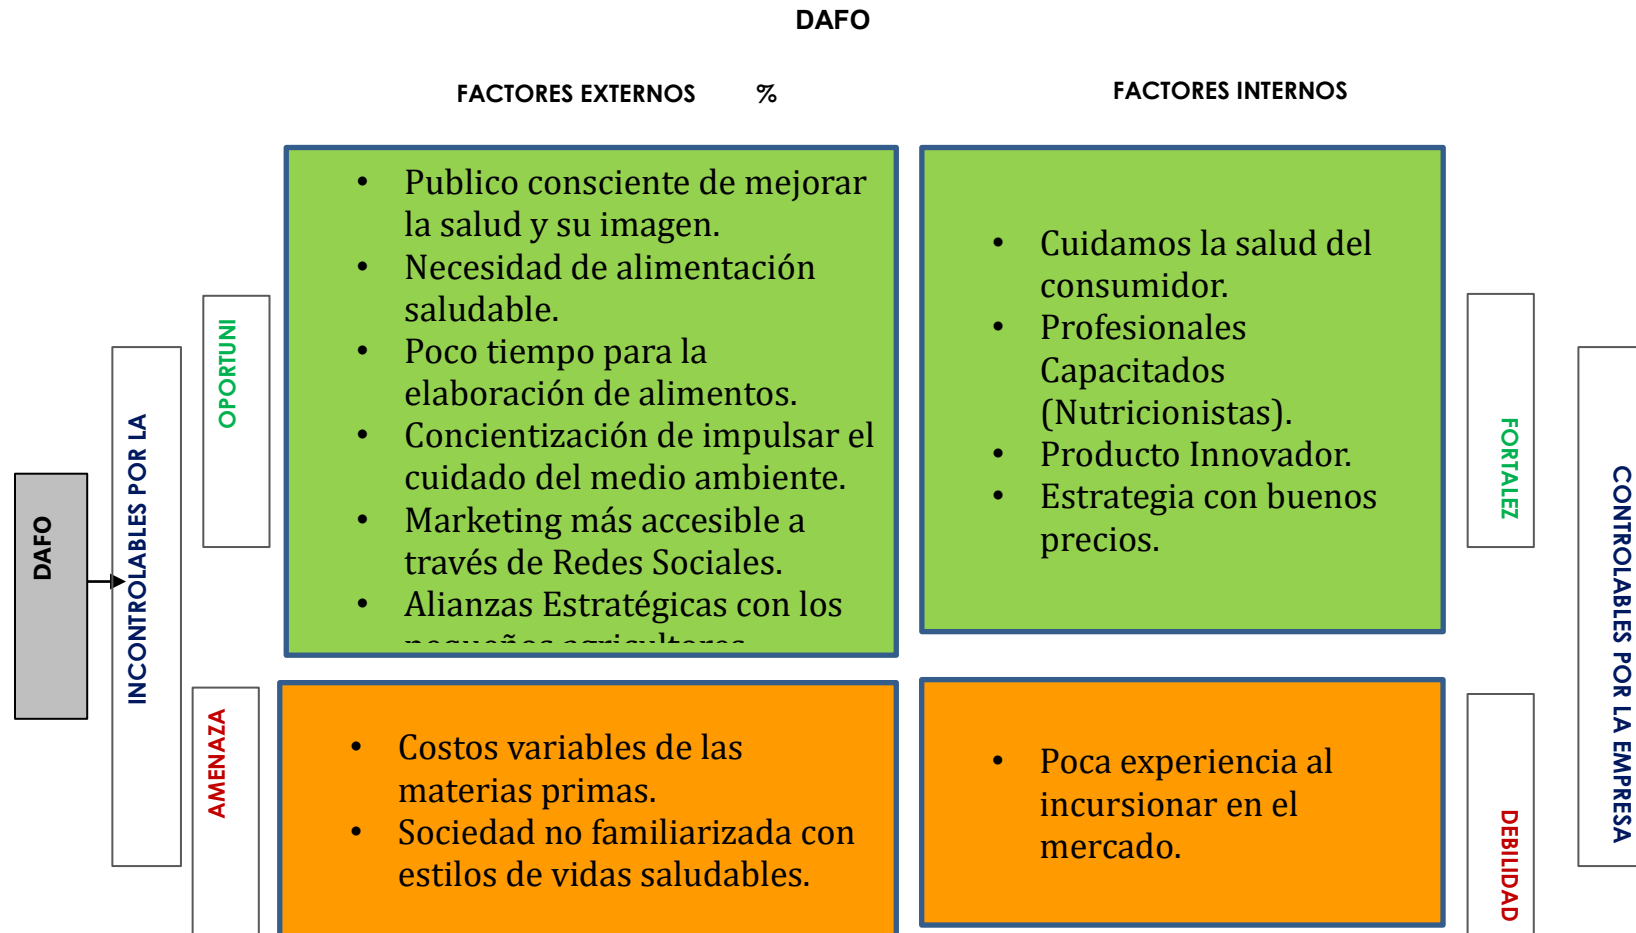 DAFO
FACTORES EXTERNOS %
FACTORES INTERNOS
DAFO
INCONTROLABLES POR LA
OPORTUNI
• Publico consciente de mejorar
la salud y su imagen.
• Necesidad de alimentación
saludable.
• Poco tiempo para la
elaboración de alimentos.
• Concientización de impulsar el
cuidado del medio ambiente.
• Marketing más accesible a
través de Redes Sociales.
• Alianzas Estratégicas con los
pequeños agricultores
• Cuidamos la salud del
consumidor.
• Profesionales
Capacitados
(Nutricionistas).
• Producto Innovador.
• Estrategia con buenos
precios.
FORTALEZ
CONTROLABLES POR LA EMPRESA
AMENAZA
• Costos variables de las
materias primas.
• Sociedad no familiarizada con
estilos de vidas saludables.
• Poca experiencia al
incursionar en el
mercado.
DEBILIDAD